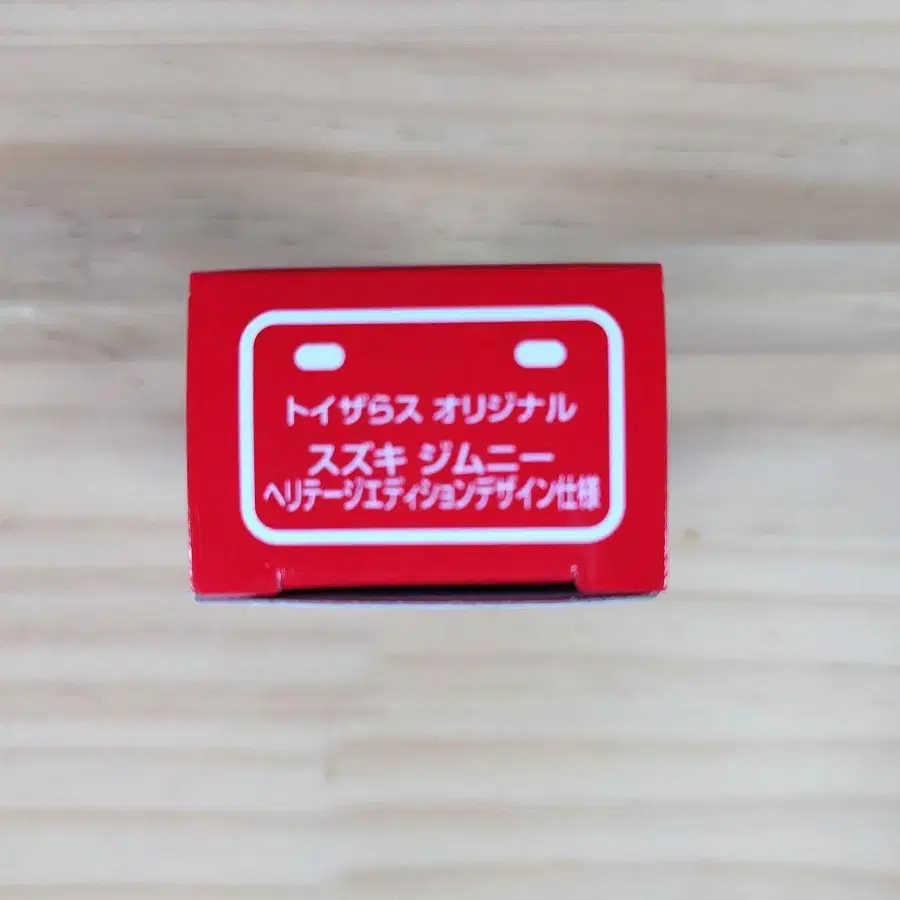 トイザらス オリジナル
スズキ ジムニー
ヘリテージエディションデザイン仕様